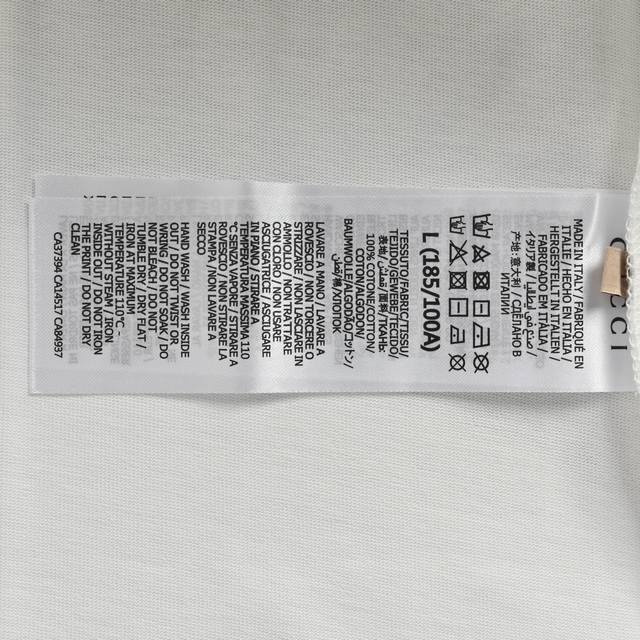 MADE IN ITALY / FABRIQUÉ EN
ITALIE / HECHO EN ITALIA /
HERGESTELLT IN ITALIEN /
FABRICADO EM ITÁLIA /
イタリア製 / صنع في إيطاليا /
产地: 意大利 / СДЕЛАНО В
ИТАЛИИ
L (185/100A)
TESSUTO/FABRIC/TISSU/
TEJIDO/GEWEBE/TECIDO/
表地/قماش/面料/ТКАНЬ:
100% COTONE/COTTON/
COTON/ALGODON/
BAUMWOLLE/ALGODÃO/コットン/
قطن/棉/ХЛОПОК
LAVARE A MANO / LAVARE A
ROVESCIO / NON TORCERE O
STRIZZARE / NON LASCIARE IN
AMMOLLO / NON TRATTARE
CON CLORO / NON USARE
ASCIUGATRICE / ASCIUGARE
IN PIANO / STIRARE A
TEMPERATURA MASSIMA 110
°C SENZA VAPORE / STIRARE A
ROVESCIO / NON STIRARE LA
STAMPA / NON LAVARE A
SECCO
HAND WASH / WASH INSIDE
OUT / DO NOT TWIST OR
WRING / DO NOT SOAK / DO
NOT BLEACH / DO NOT
TUMBLE DRY / DRY FLAT /
IRON AT MAXIMUM
TEMPERATURE 110°C -
WITHOUT STEAM / IRON
INSIDE OUT / DO NOT IRON
THE PRINT / DO NOT DRY
CLEAN
CA37394 CA14517 CA84937